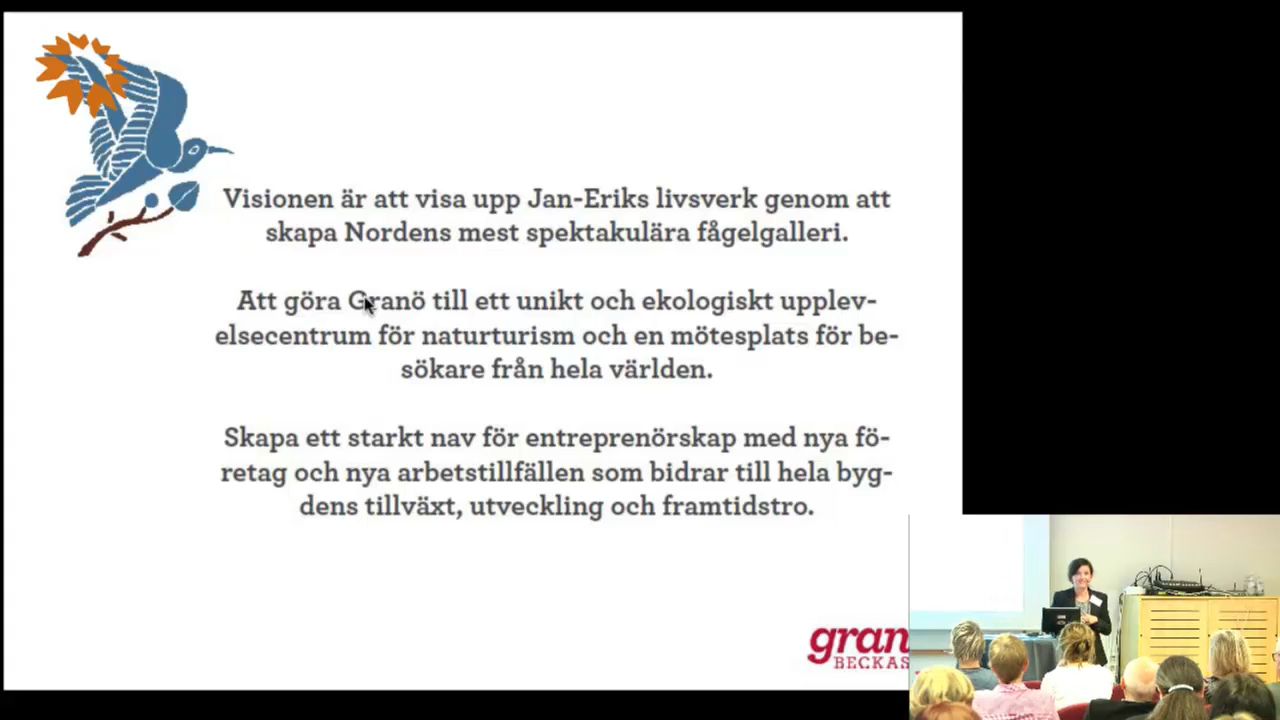 Visionen är att visa upp Jan-Eriks livsverk genom att
skapa Nordens mest spektakulära fågelgalleri.
Att göra Granö till ett unikt och ekologiskt upplev-
elsecentrum för naturturism och en mötesplats för be-
sökare från hela världen.
Skapa ett starkt nav för entreprenörskap med nya fö-
retag och nya arbetstillfällen som bidrar till hela byg-
dens tillväxt, utveckling och framtidstro.
gran
BECKAS